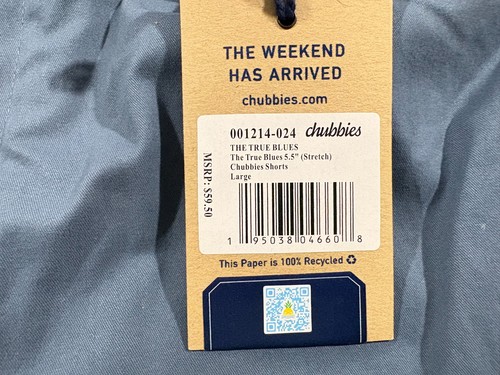 THE WEEKEND
HAS ARRIVED
chubbies.com
001214-024 chubbies
THE TRUE BLUES
The True Blues 5.5" (Stretch)
Chubbies Shorts
Large
MSRP: $59.50
1 95038 04660 8
This Paper is 100% Recycled